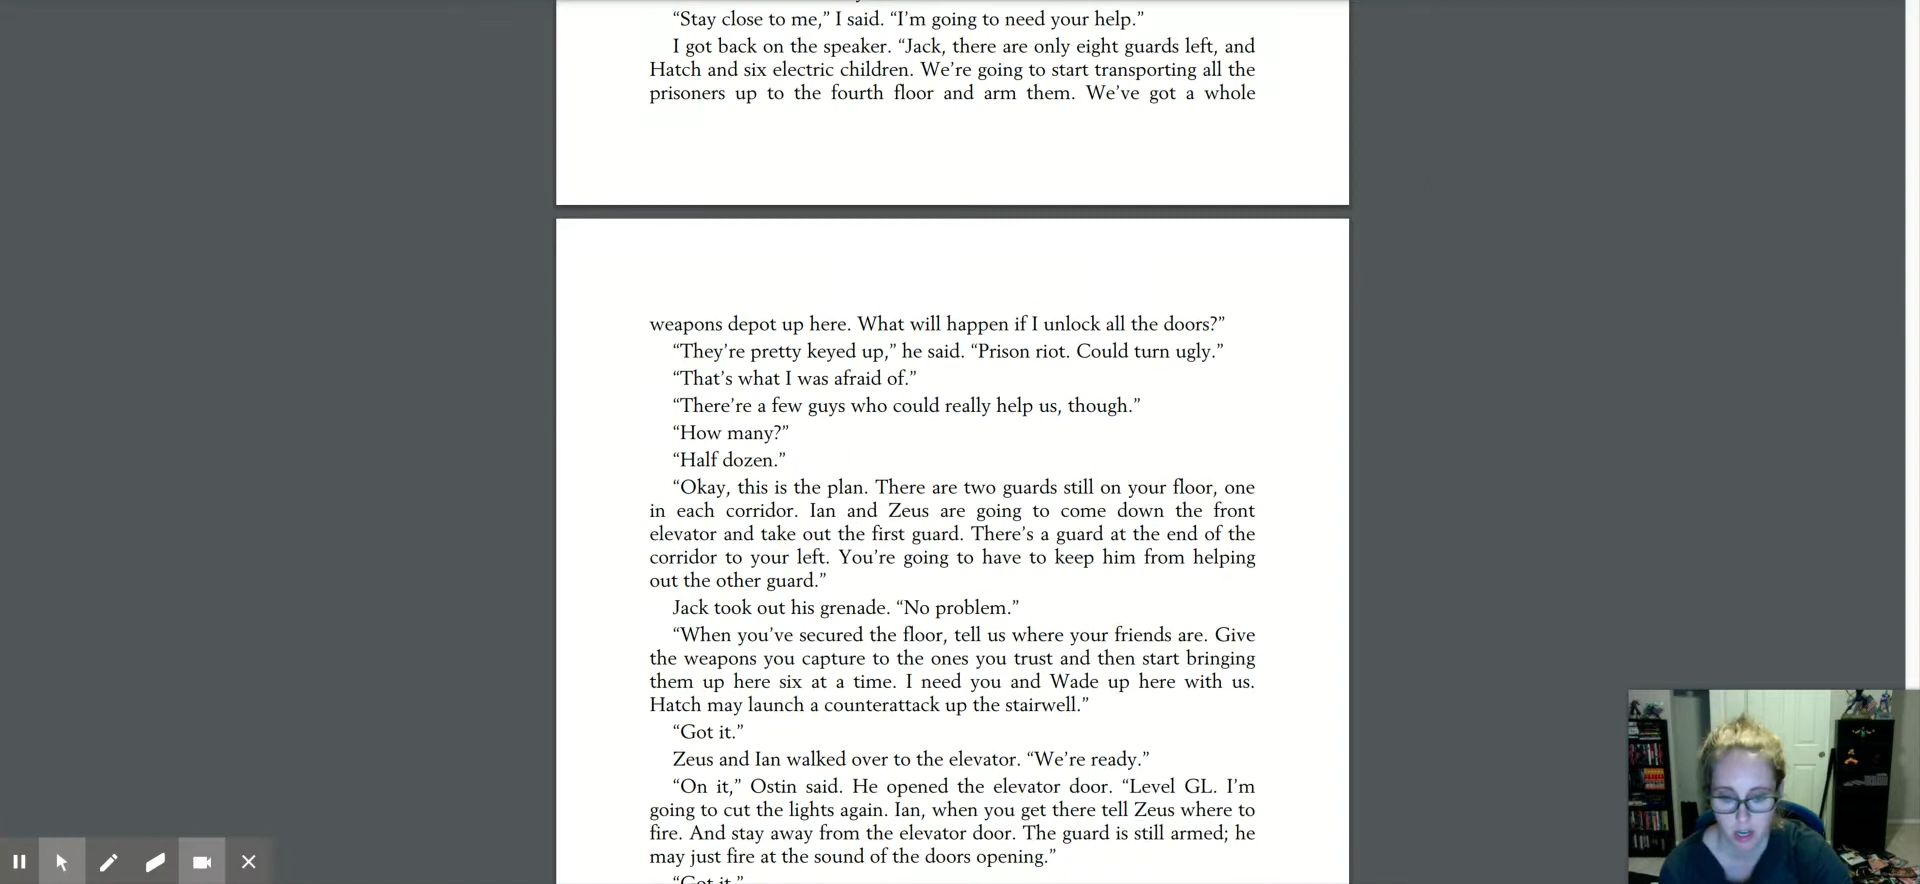 “Stay close to me,” I said. “I’m going to need your help.”
I got back on the speaker. “Jack, there are only eight guards left, and
Hatch and six electric children. We’re going to start transporting all the
prisoners up to the fourth floor and arm them. We’ve got a whole
weapons depot up here. What will happen if I unlock all the doors?”
“They’re pretty keyed up,” he said. “Prison riot. Could turn ugly.”
“That’s what I was afraid of.”
“There’re a few guys who could really help us, though.”
“How many?”
“Half dozen.”
“Okay, this is the plan. There are two guards still on your floor, one
in each corridor. Ian and Zeus are going to come down the front
elevator and take out the first guard. There’s a guard at the end of the
corridor to your left. You’re going to have to keep him from helping
out the other guard.”
Jack took out his grenade. “No problem.”
“When you’ve secured the floor, tell us where your friends are. Give
the weapons you capture to the ones you trust and then start bringing
them up here six at a time. I need you and Wade up here with us.
Hatch may launch a counterattack up the stairwell.”
“Got it.”
Zeus and Ian walked over to the elevator. “We’re ready.”
“On it,” Ostin said. He opened the elevator door. “Level GL. I’m
going to cut the lights again. Ian, when you get there tell Zeus where to
fire. And stay away from the elevator door. The guard is still armed; he
may just fire at the sound of the doors opening.”
“Got it.”